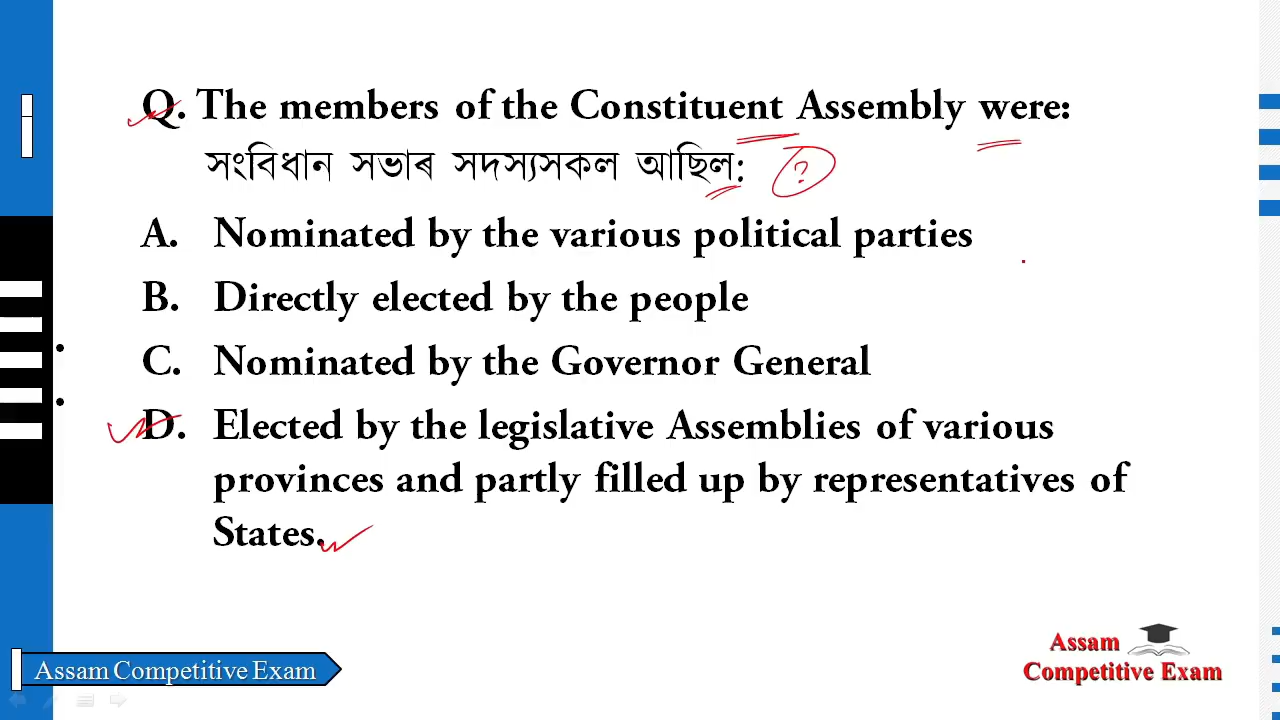 Q. The members of the Constituent Assembly were:
সংবিধান সভাৰ সদস্যসকল আছিল: ?
A. Nominated by the various political parties
B. Directly elected by the people
C. Nominated by the Governor General
D. Elected by the legislative Assemblies of various
provinces and partly filled up by representatives of
States.
Assam Competitive Exam
Assam
Competitive Exam